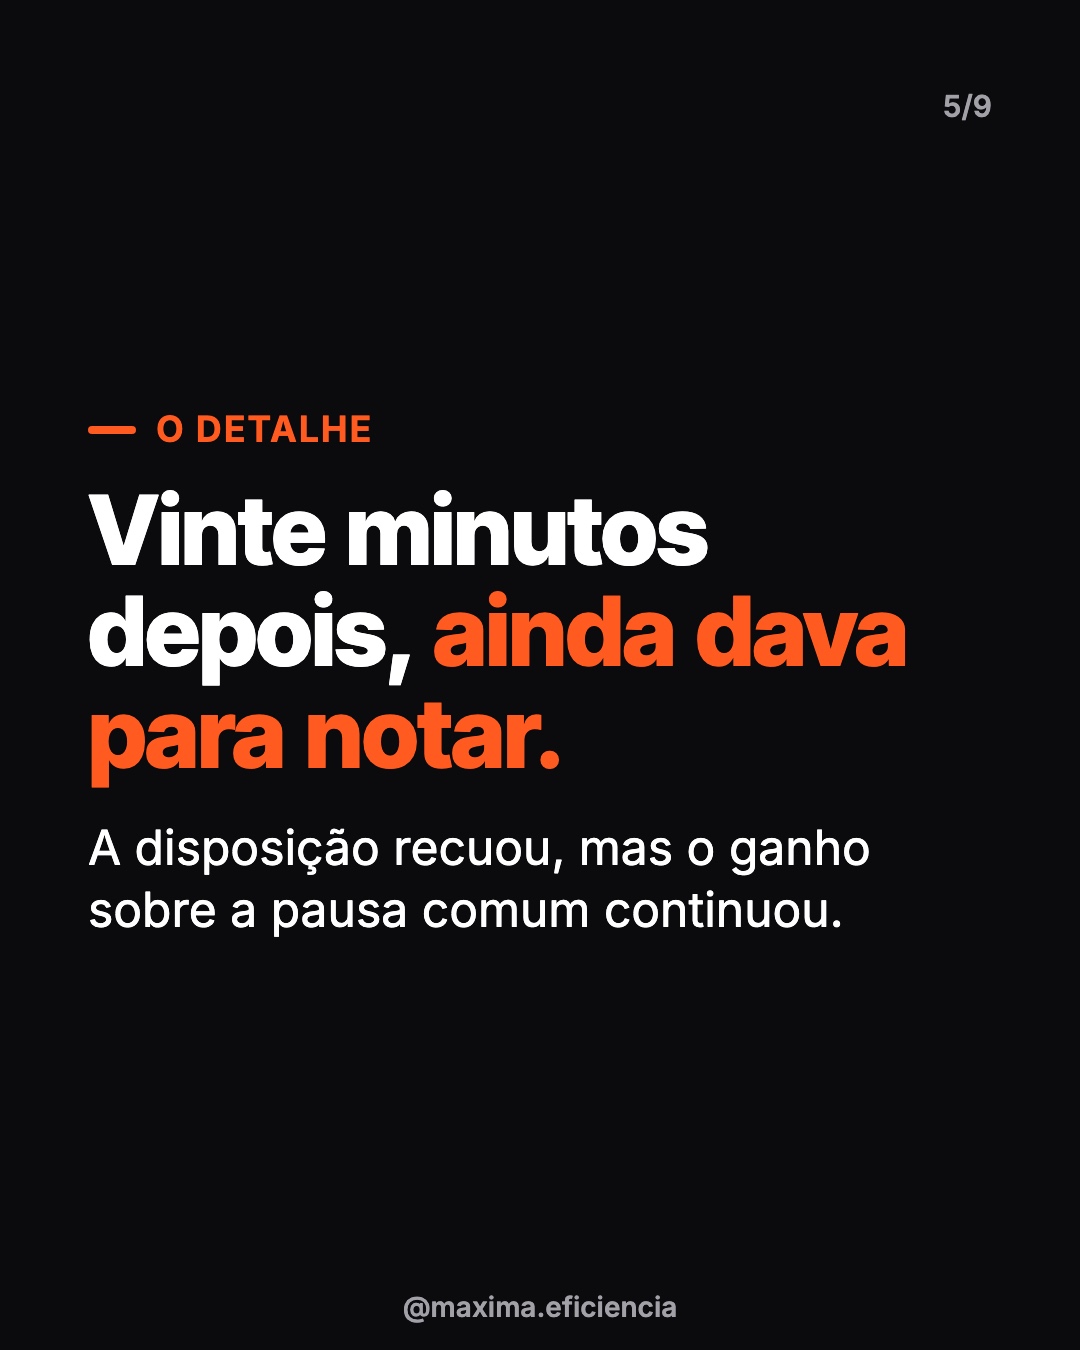 5/9
O DETALHE
Vinte minutos
depois, ainda dava
para notar.
A disposição recuou, mas o ganho
sobre a pausa comum continuou.
@maxima.eficiencia